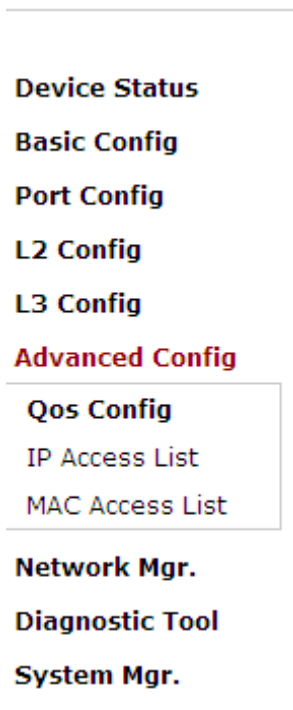 Device Status
Basic Config
Port Config
L2 Config
L3 Config
Advanced Config
Qos Config
IP Access List
MAC Access List
Network Mgr.
Diagnostic Tool
System Mgr.